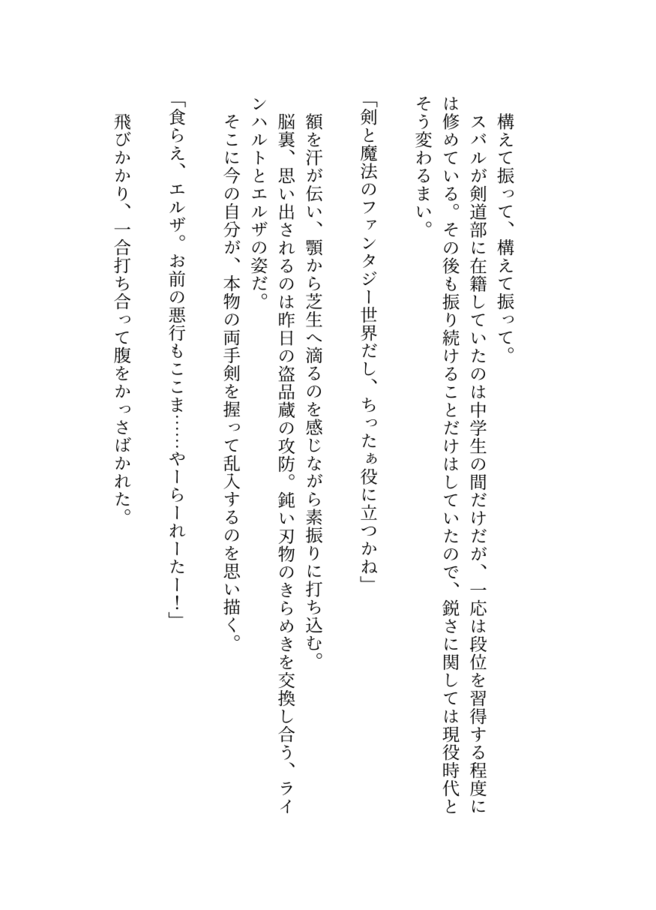 構えて振って、構えて振って。
スバルが剣道部に在籍していたのは中学生の間だけだが、一応は段位を習得する程度に
は修めている。その後も振り続けることだけはしていたので、鋭さに関しては現役時代と
そう変わるまい。
「剣と魔法のファンタジー世界だし、ちったぁ役に立つかね」
額を汗が伝い、顎から芝生へ滴るのを感じながら素振りに打ち込む。
脳裏、思い出されるのは昨日の盗品蔵の攻防。鈍い刃物のきらめきを交換し合う、ライ
ンハルトとエルザの姿だ。
そこに今の自分が、本物の両手剣を握って乱入するのを思い描く。
「食らえ、エルザ。お前の悪行もここま……やーらーれーたー！」
飛びかかり、一合打ち合って腹をかっさばかれた。